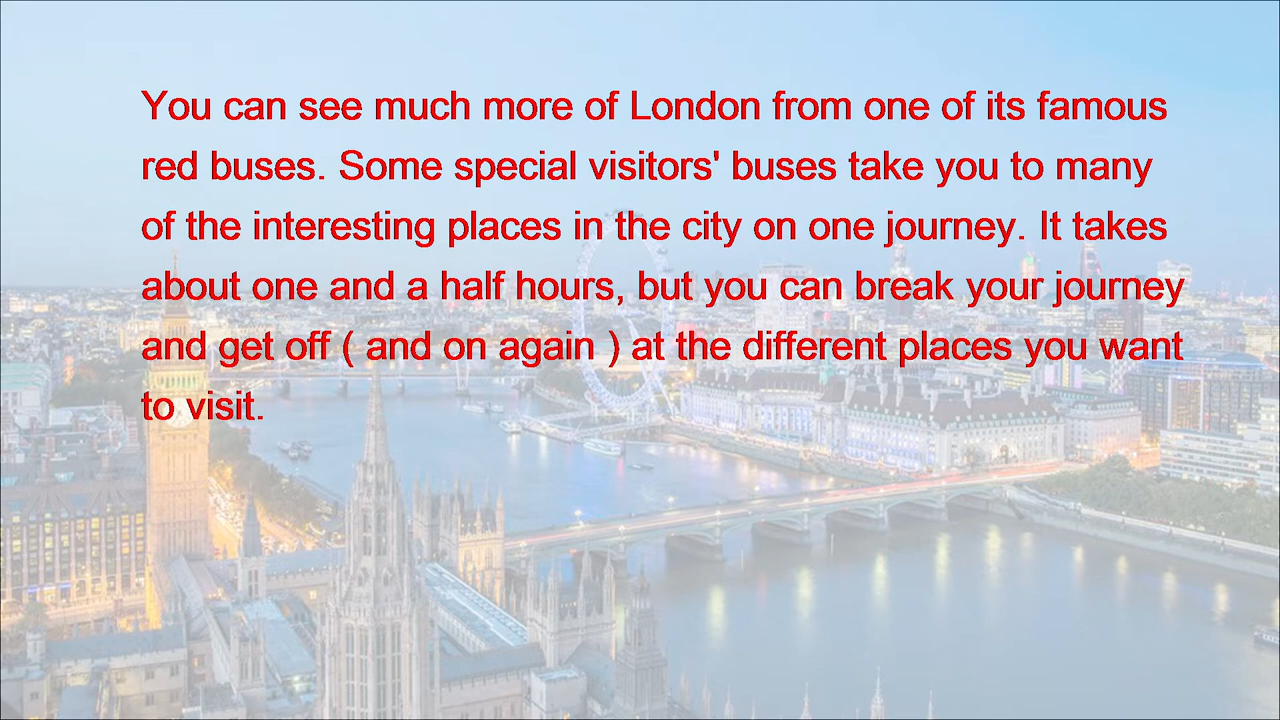 You can see much more of London from one of its famous
red buses. Some special visitors' buses take you to many
of the interesting places in the city on one journey. It takes
about one and a half hours, but you can break your journey
and get off ( and on again ) at the different places you want
to visit.